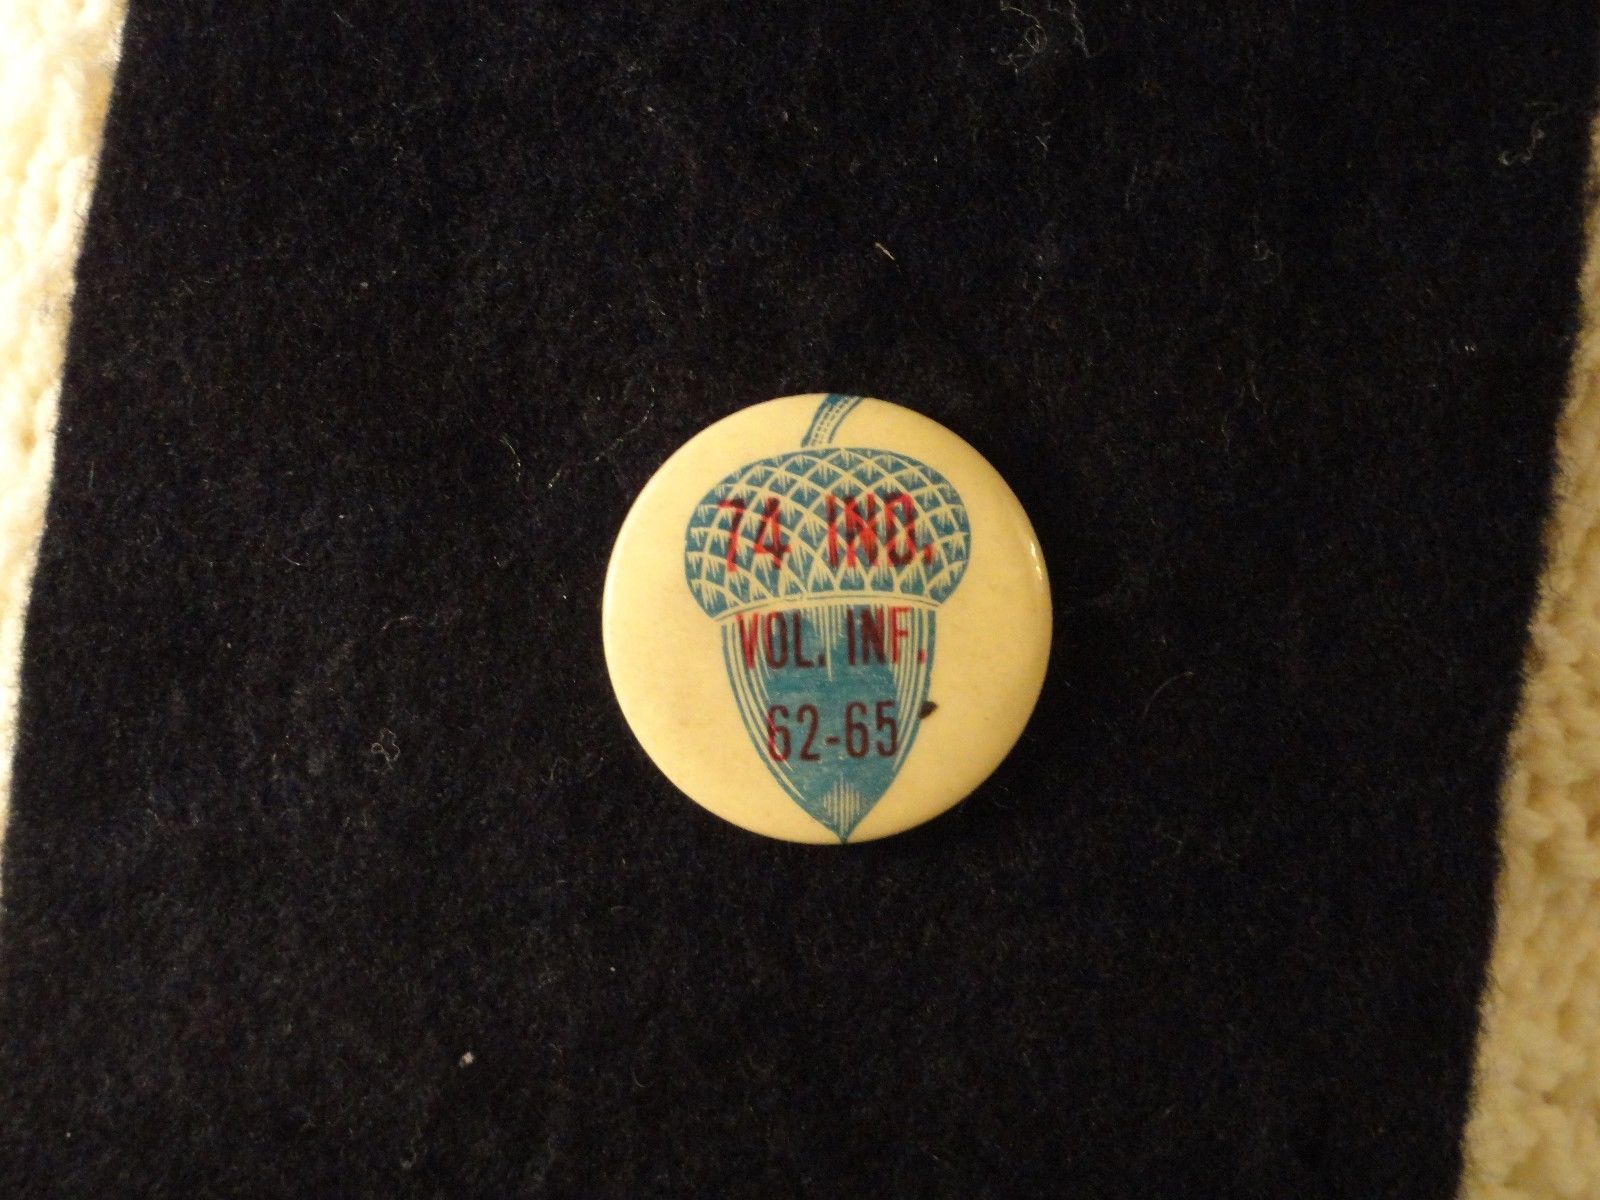 74 IND.
VOL. INF.
62-65